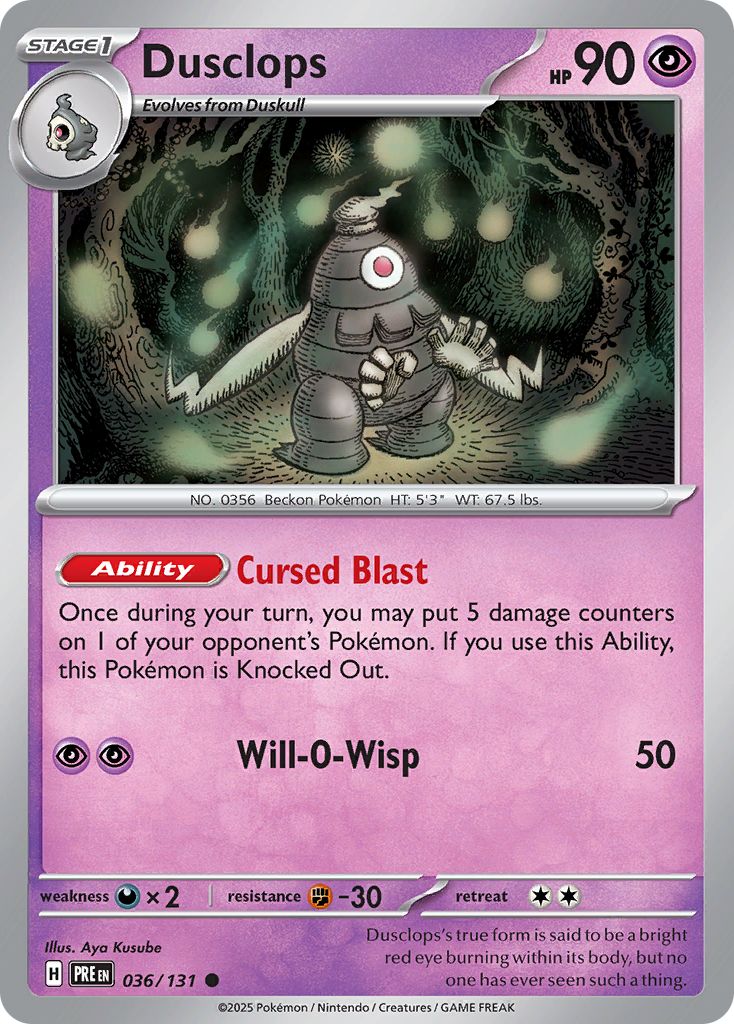 STAGE1
Dusclops
HP 90
Evolves from Duskull
NO. 0356 Beckon Pokémon HT: 5'3" WT: 67.5 lbs.
Ability Cursed Blast
Once during your turn, you may put 5 damage counters
on 1 of your opponent's Pokémon. If you use this Ability,
this Pokémon is Knocked Out.
Will-O-Wisp 50
weakness ×2 resistance -30 retreat
Illus. Aya Kusube
Dusclops's true form is said to be a bright
red eye burning within its body, but no
one has ever seen such a thing.
H PRE EN 036/131
©2025 Pokémon / Nintendo / Creatures / GAME FREAK